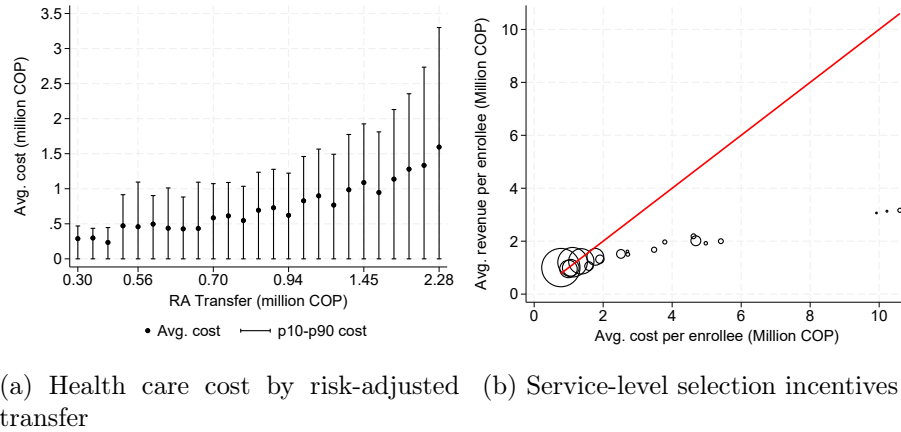 3.5
3
2.5
2
1.5
1
.5
0
Avg. cost (million COP)
0.30
0.56
0.70
0.94
1.45
2.28
RA Transfer (million COP)
Avg. cost
p10-p90 cost
(a) Health care cost by risk-adjusted
transfer
10
8
6
4
2
0
Avg. revenue per enrollee (Million COP)
0
2
4
6
8
10
Avg. cost per enrollee (Million COP)
(b) Service-level selection incentives